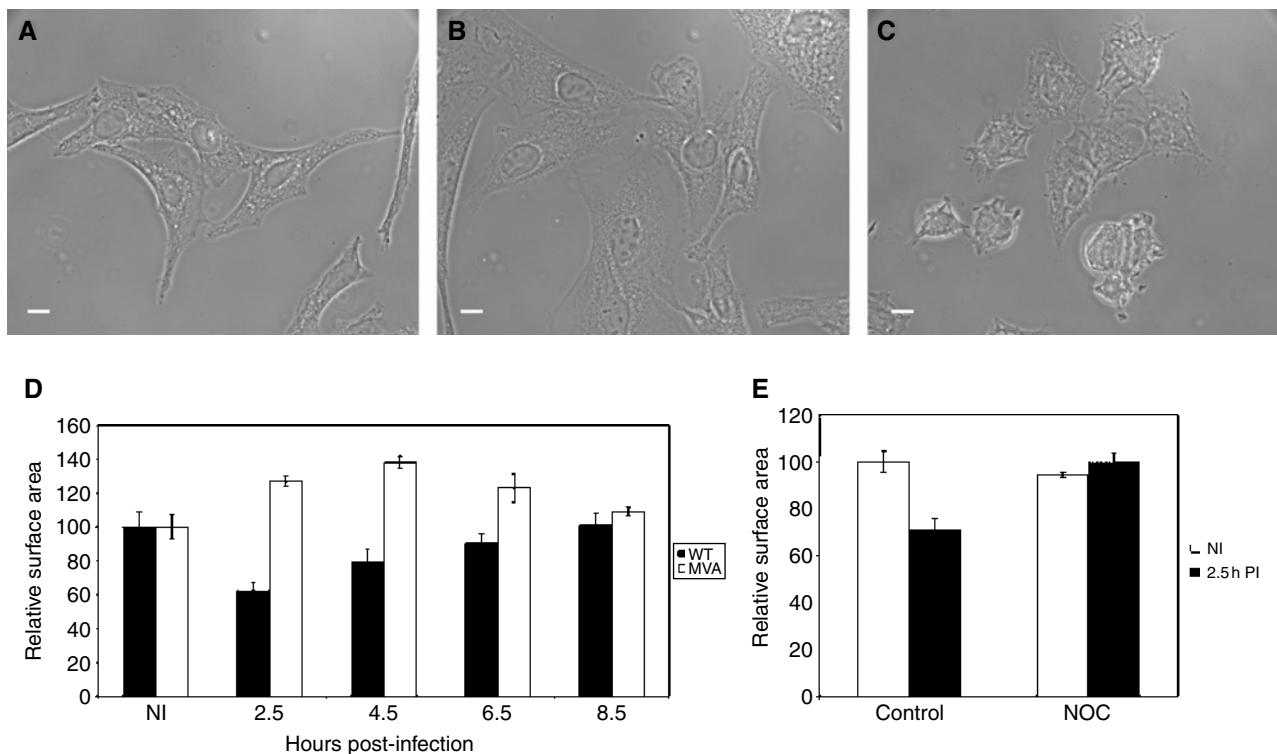 A
B
C
D
160
140
120
100
80
60
40
20
0
Relative surface area
NI
2.5
4.5
6.5
8.5
Hours post-infection
WT
MVA
E
120
100
80
60
40
20
0
Relative surface area
Control
NOC
NI
2.5 h PI